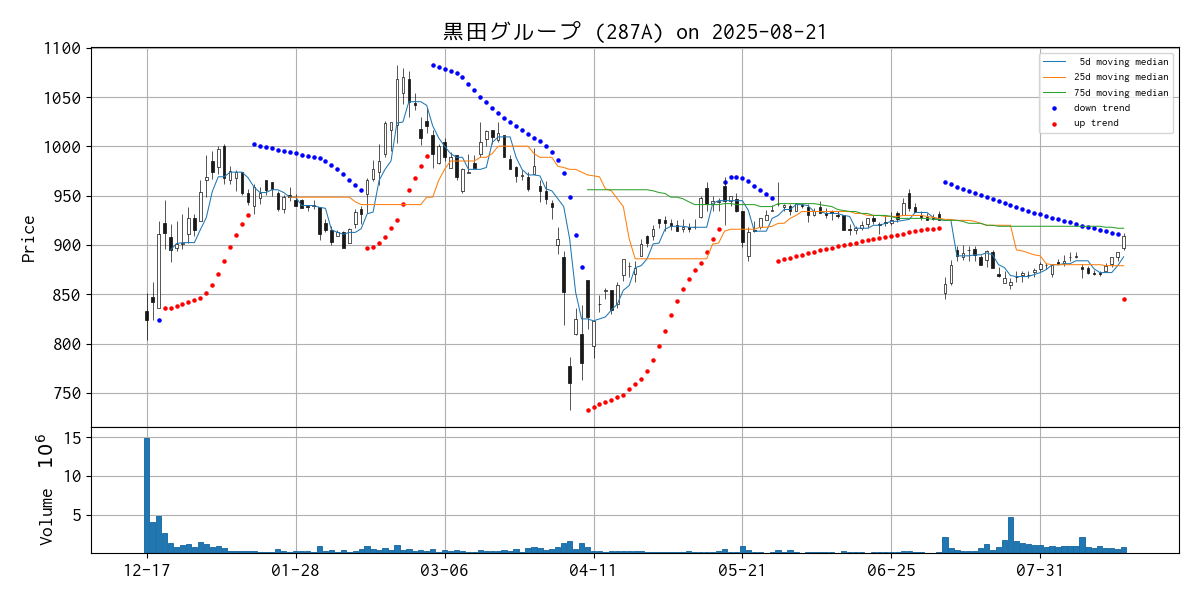 黒田グループ (287A) on 2025-08-21
1100
1050
1000
950
900
850
800
750
Price
5d moving median
25d moving median
75d moving median
down trend
up trend
15
10
5
Volume 10^6
12-17 01-28 03-06 04-11 05-21 06-25 07-31